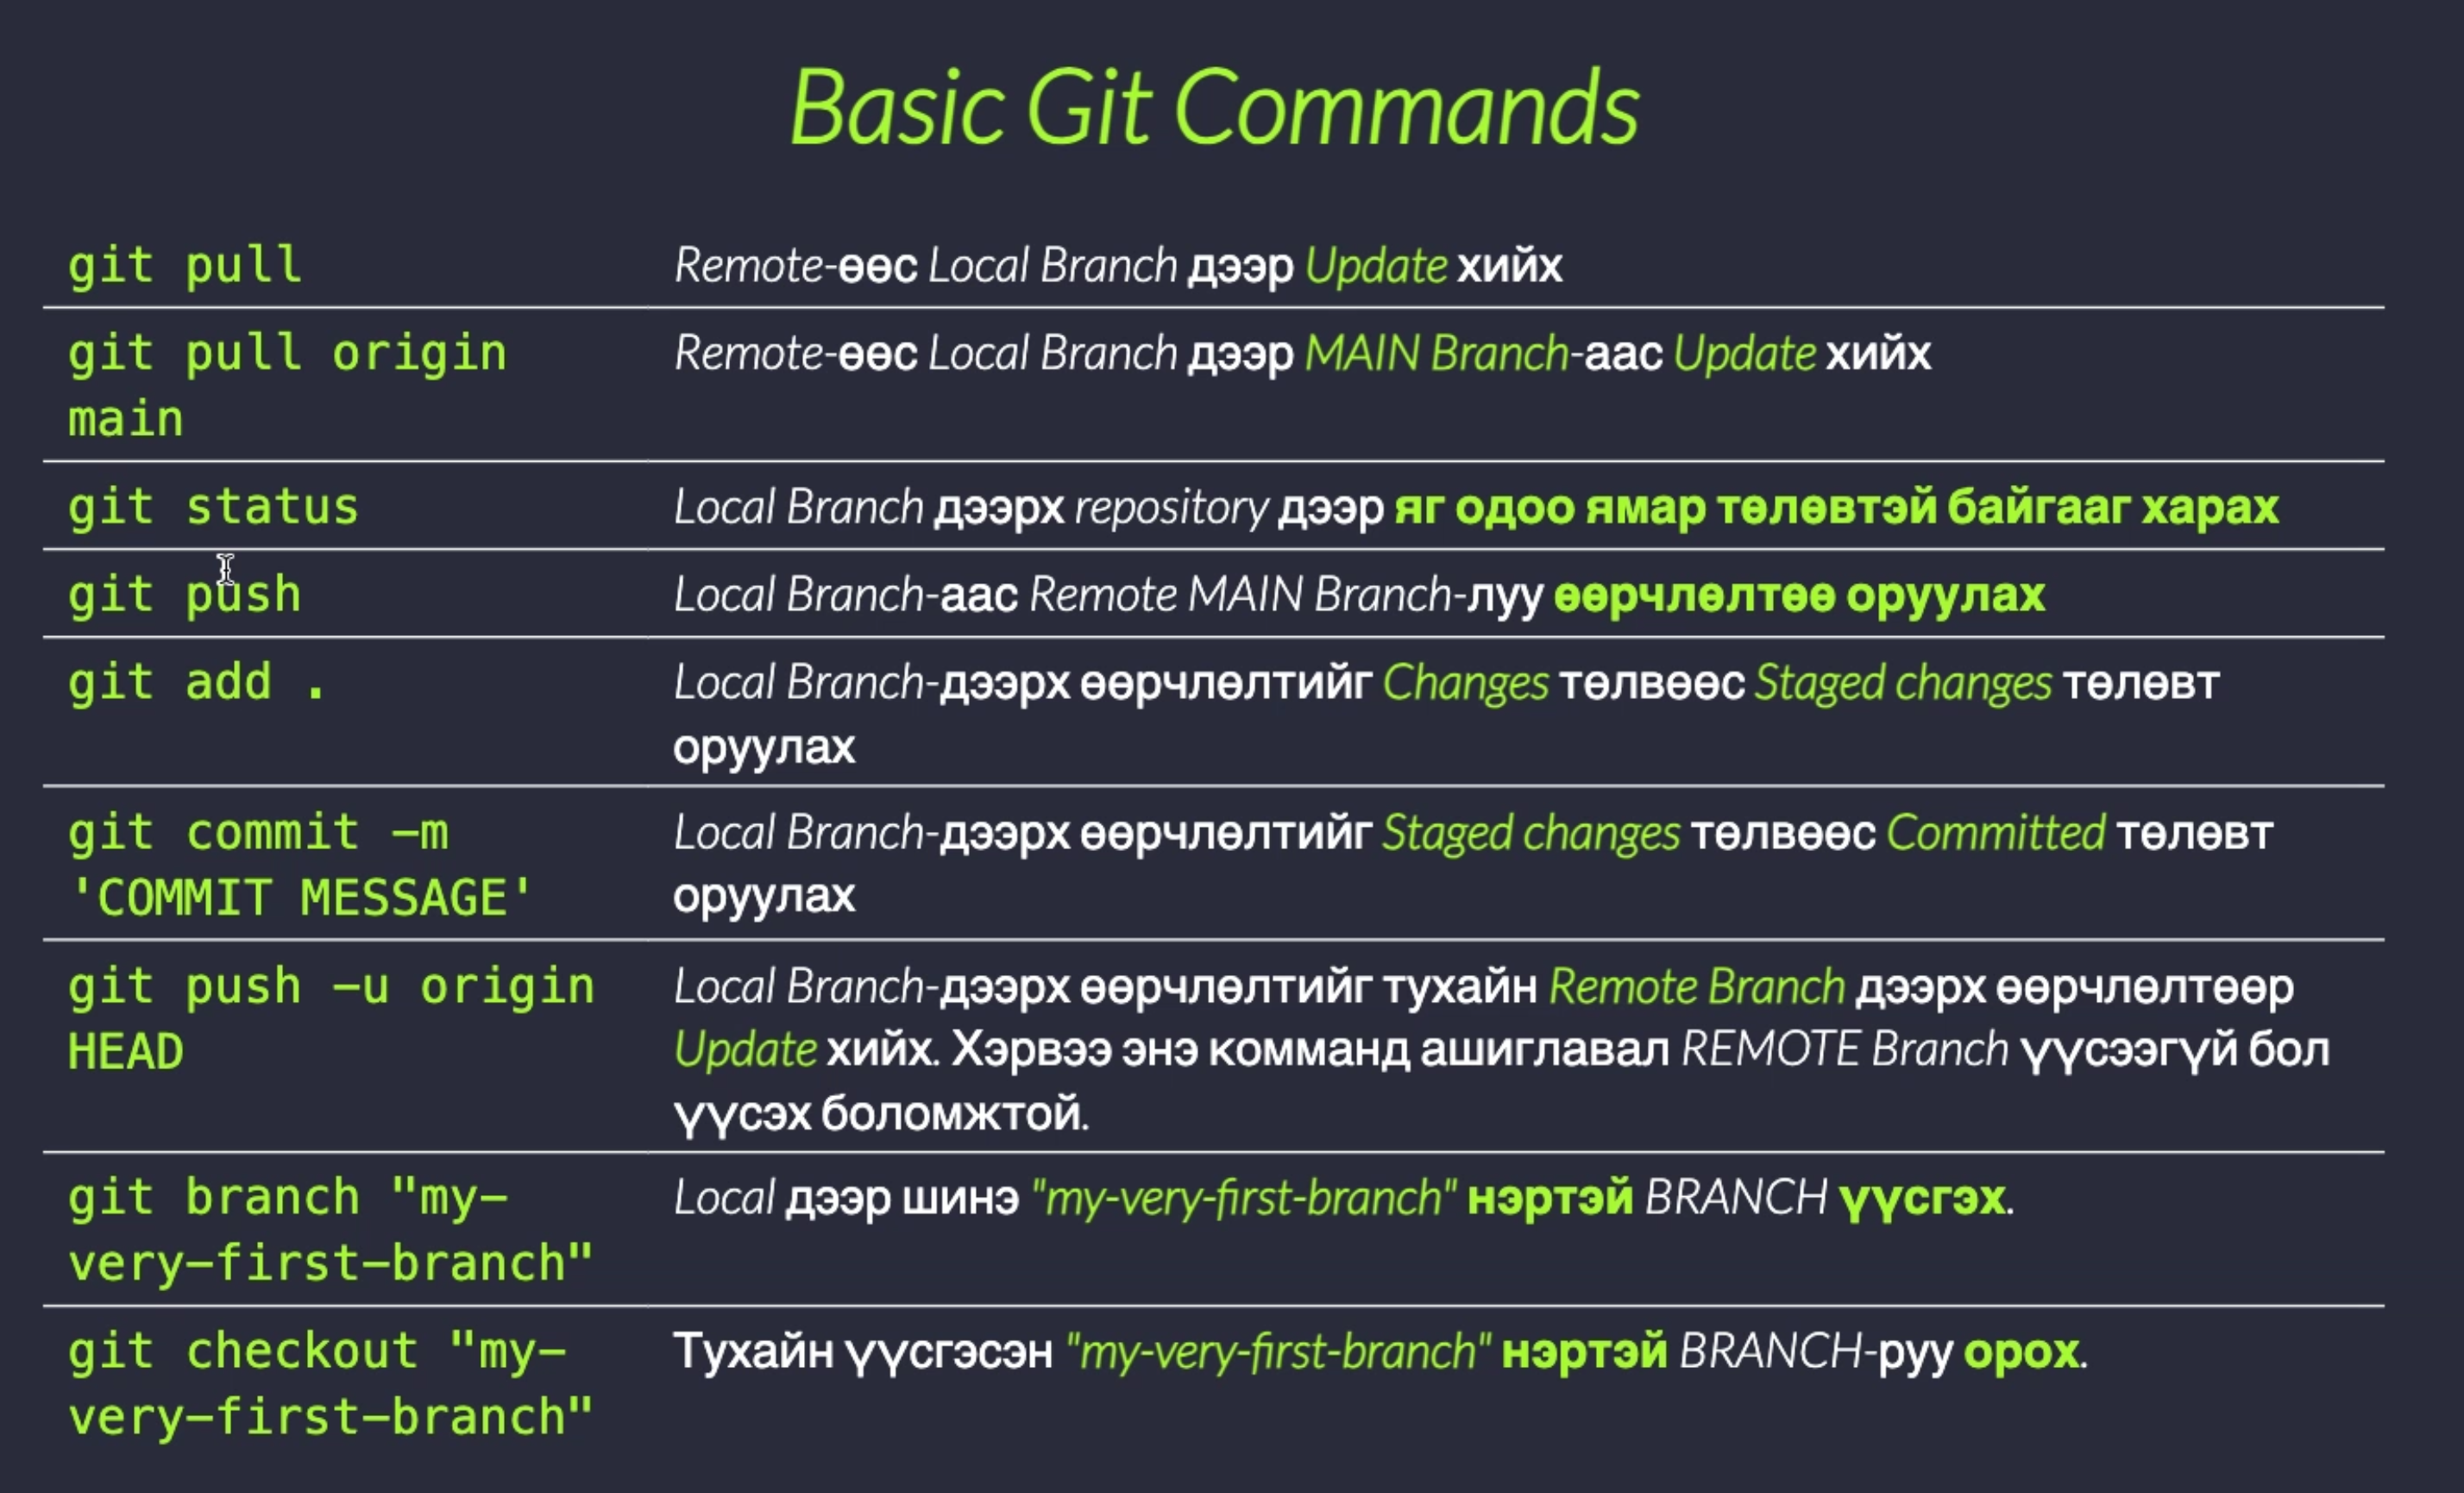 Basic Git Commands
git pull
Remote-өөс Local Branch дээр Update хийх
git pull origin
main
Remote-өөс Local Branch дээр MAIN Branch-аас Update хийх
git status
Local Branch дээрх repository дээр яг одоо ямар төлөвтэй байгааг харах
git push
Local Branch-аас Remote MAIN Branch-луу өөрчлөлтөө оруулах
git add .
Local Branch-дээрх өөрчлөлтийг Changes төлвөөс Staged changes төлөвт
оруулах
git commit -m
'COMMIT MESSAGE'
Local Branch-дээрх өөрчлөлтийг Staged changes төлвөөс Committed төлөвт
оруулах
git push -u origin
HEAD
Local Branch-дээрх өөрчлөлтийг тухайн Remote Branch дээрх өөрчлөлтөөр
Update хийх. Хэрвээ энэ комманд ашиглавал REMOTE Branch үүсээгүй бол
үүсэх боломжтой.
git branch "my-
very-first-branch"
Local дээр шинэ "my-very-first-branch" нэртэй BRANCH үүсгэх.
git checkout "my-
very-first-branch"
Тухайн үүсгэсэн "my-very-first-branch" нэртэй BRANCH-руу орох.